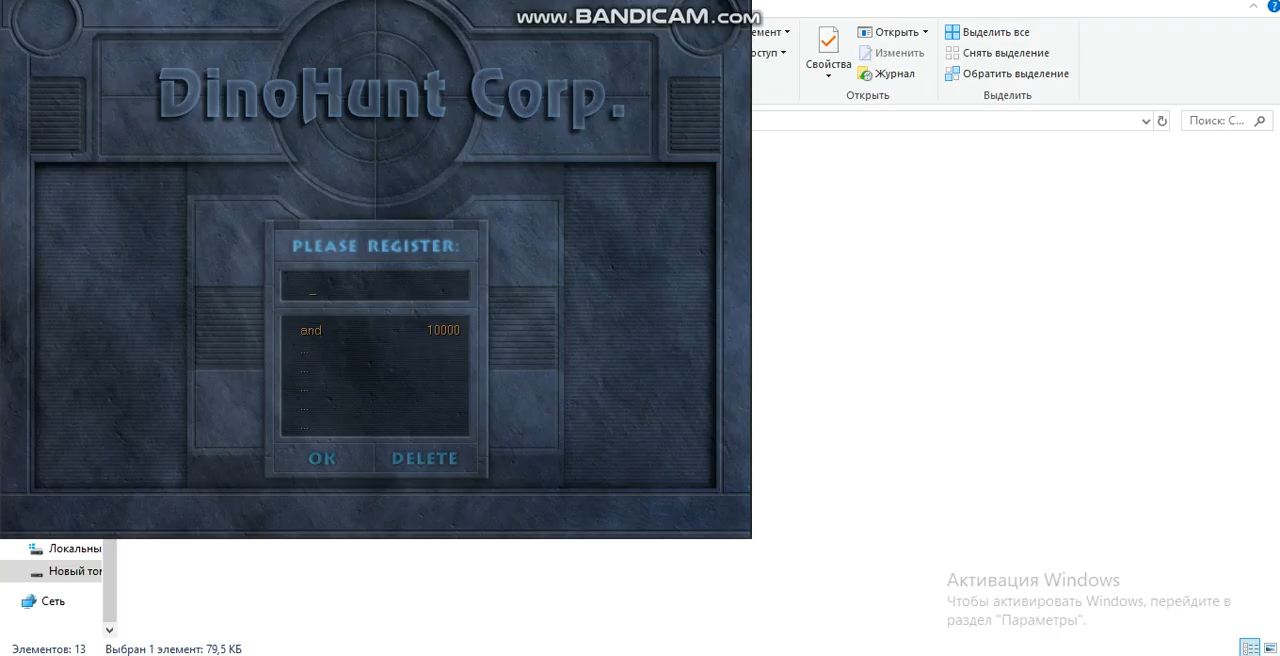 www.BANDICAM.com
DinoHunt Corp.
PLEASE REGISTER:
_
and 10000
...
...
...
...
...
OK DELETE
Открыть
Свойства
Изменить
Журнал
Открыть
Выделить все
Снять выделение
Обратить выделение
Выделить
Поиск: С...
Локальны
Новый то
Сеть
Элементов: 13 Выбран 1 элемент: 79,5 КБ
Активация Windows
Чтобы активировать Windows, перейдите в
раздел "Параметры".